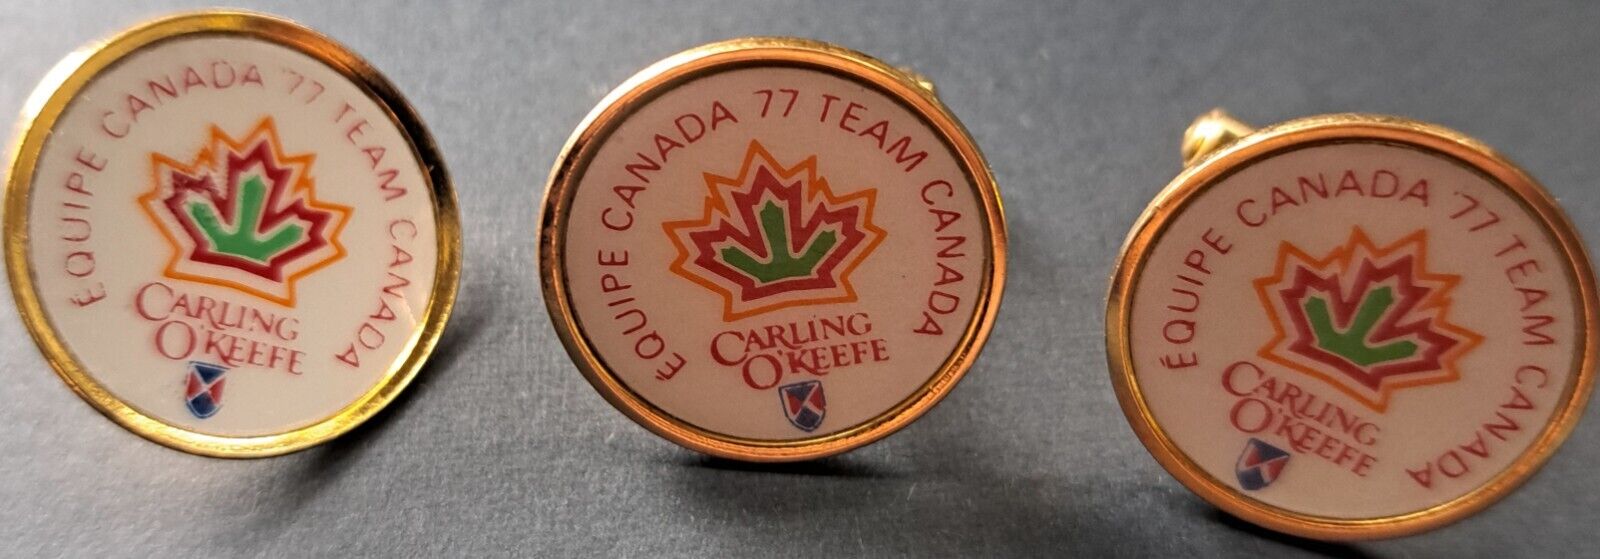 ÉQUIPE CANADA '77 TEAM CANADA
CARLING
O'KEEFE
ÉQUIPE CANADA 77 TEAM CANADA
CARLING
O'KEEFE
ÉQUIPE CANADA '77 TEAM CANADA
CARLING
O'KEEFE